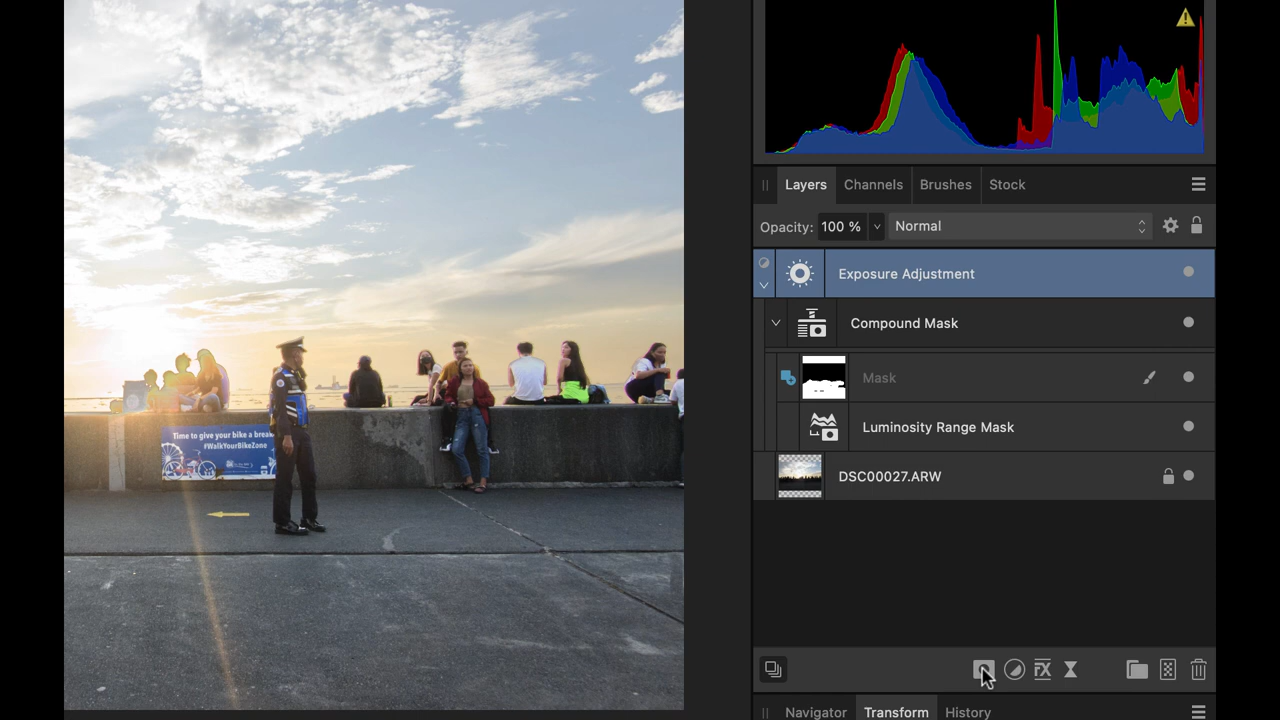 Layers Channels Brushes Stock
Opacity: 100 % Normal
Exposure Adjustment
Compound Mask
Mask
Luminosity Range Mask
DSC00027.ARW
FX
Navigator Transform History
Time to give your bike a break
#WalkYourBikeZone